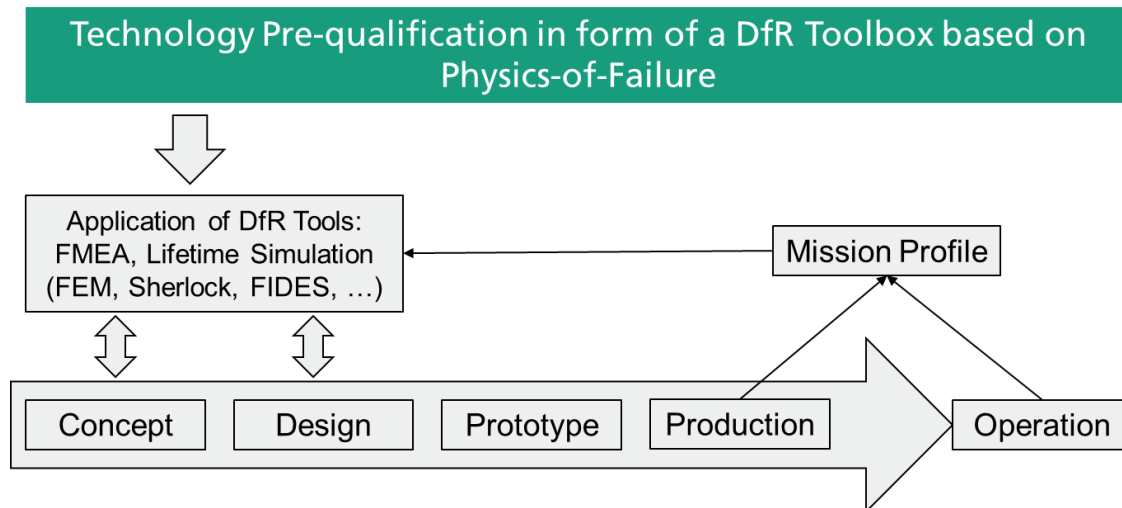 Technology Pre-qualification in form of a DfR Toolbox based on
Physics-of-Failure
Application of DfR Tools:
FMEA, Lifetime Simulation
(FEM, Sherlock, FIDES, …)
Mission Profile
Concept
Design
Prototype
Production
Operation